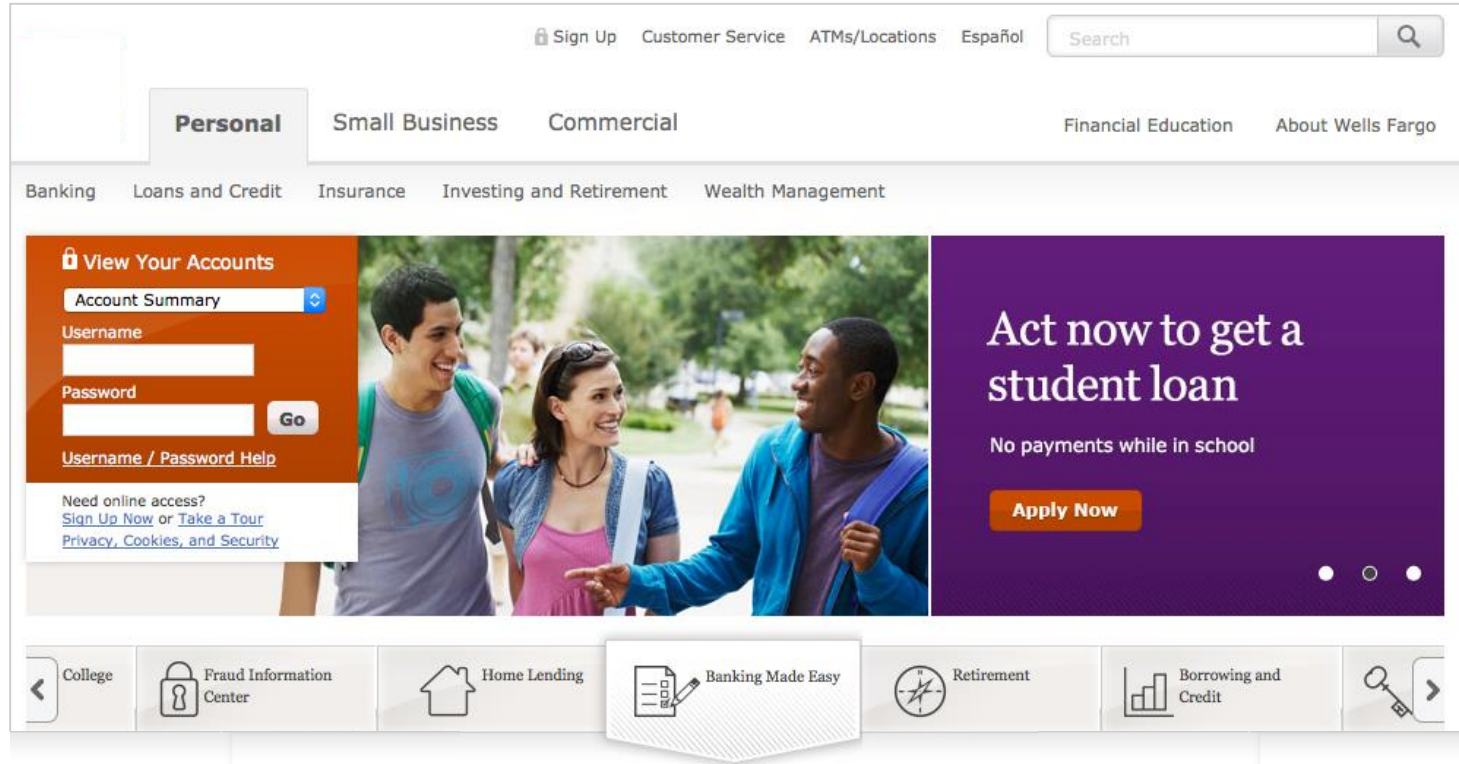 Sign Up Customer Service ATMs/Locations Español Search
Personal Small Business Commercial Financial Education About Wells Fargo
Banking Loans and Credit Insurance Investing and Retirement Wealth Management
View Your Accounts
Account Summary
Username
Password
Go
Username / Password Help
Need online access?
Sign Up Now or Take a Tour
Privacy, Cookies, and Security
Act now to get a
student loan
No payments while in school
Apply Now
College
Fraud Information
Center
Home Lending
Banking Made Easy
Retirement
Borrowing and
Credit